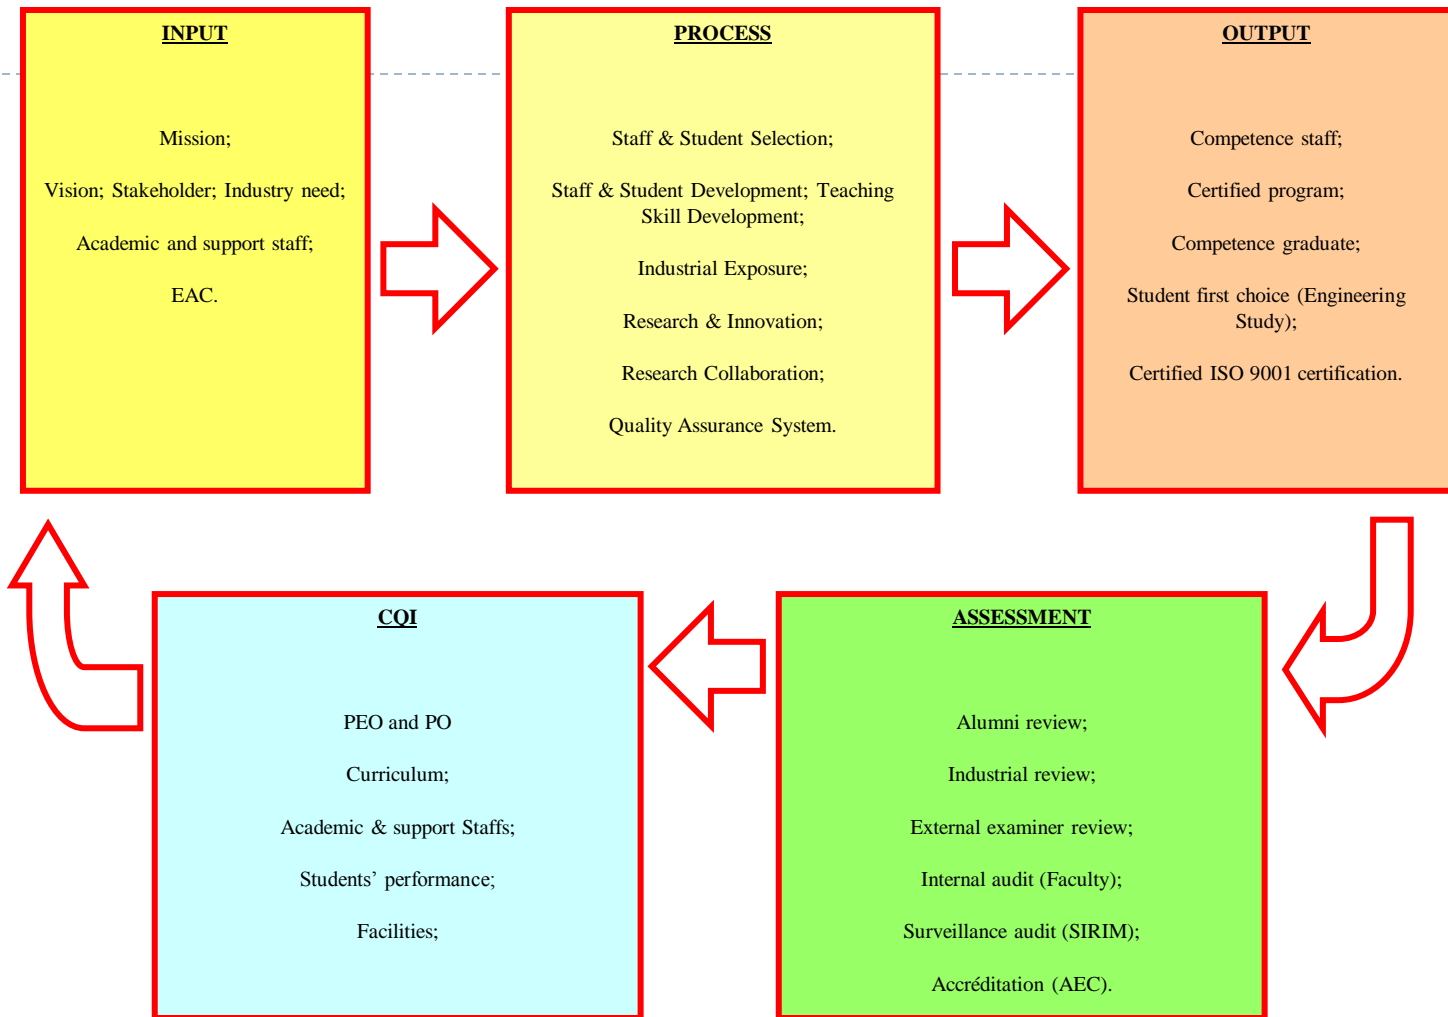 INPUT
Mission;
Vision; Stakeholder; Industry need;
Academic and support staff;
EAC.
PROCESS
Staff & Student Selection;
Staff & Student Development; Teaching
Skill Development;
Industrial Exposure;
Research & Innovation;
Research Collaboration;
Quality Assurance System.
OUTPUT
Competence staff;
Certified program;
Competence graduate;
Student first choice (Engineering
Study);
Certified ISO 9001 certification.
CQI
PEO and PO
Curriculum;
Academic & support Staffs;
Students’ performance;
Facilities;
ASSESSMENT
Alumni review;
Industrial review;
External examiner review;
Internal audit (Faculty);
Surveillance audit (SIRIM);
Accréditation (AEC).